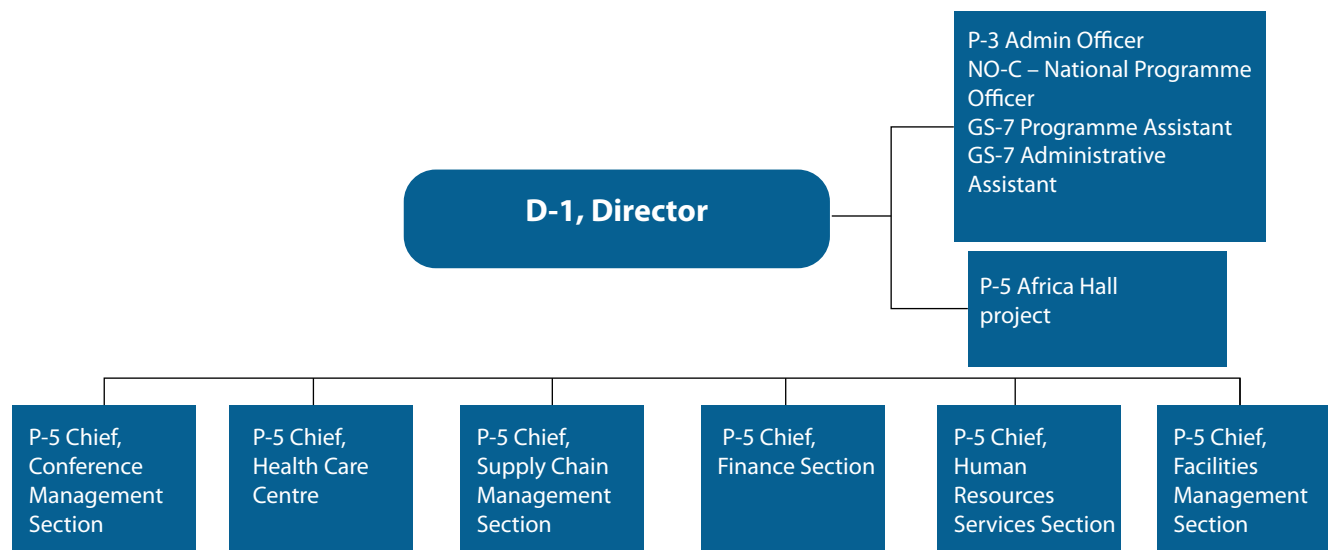 P-3 Admin Officer
NO-C – National Programme
Officer
GS-7 Programme Assistant
GS-7 Administrative
Assistant
D-1, Director
P-5 Africa Hall
project
P-5 Chief,
Conference
Management
Section
P-5 Chief,
Health Care
Centre
P-5 Chief,
Supply Chain
Management
Section
P-5 Chief,
Finance Section
P-5 Chief,
Human
Resources
Services Section
P-5 Chief,
Facilities
Management
Section